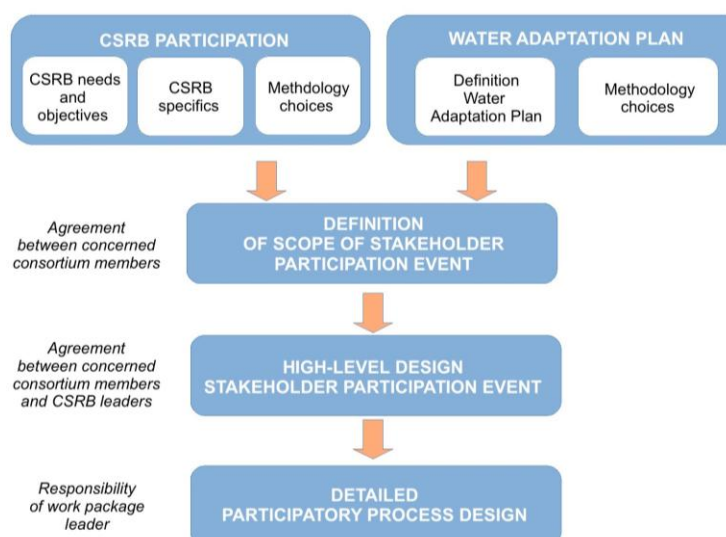 CSRB PARTICIPATION
CSRB needs
and
objectives
CSRB
specifics
Methdology
choices
WATER ADAPTATION PLAN
Definition
Water
Adaptation Plan
Methodology
choices
Agreement
between concerned
consortium members
DEFINITION
OF SCOPE OF STAKEHOLDER
PARTICIPATION EVENT
Agreement
between concerned
consortium members
and CSRB leaders
HIGH-LEVEL DESIGN
STAKEHOLDER PARTICIPATION EVENT
Responsibility
of work package
leader
DETAILED
PARTICIPATORY PROCESS DESIGN